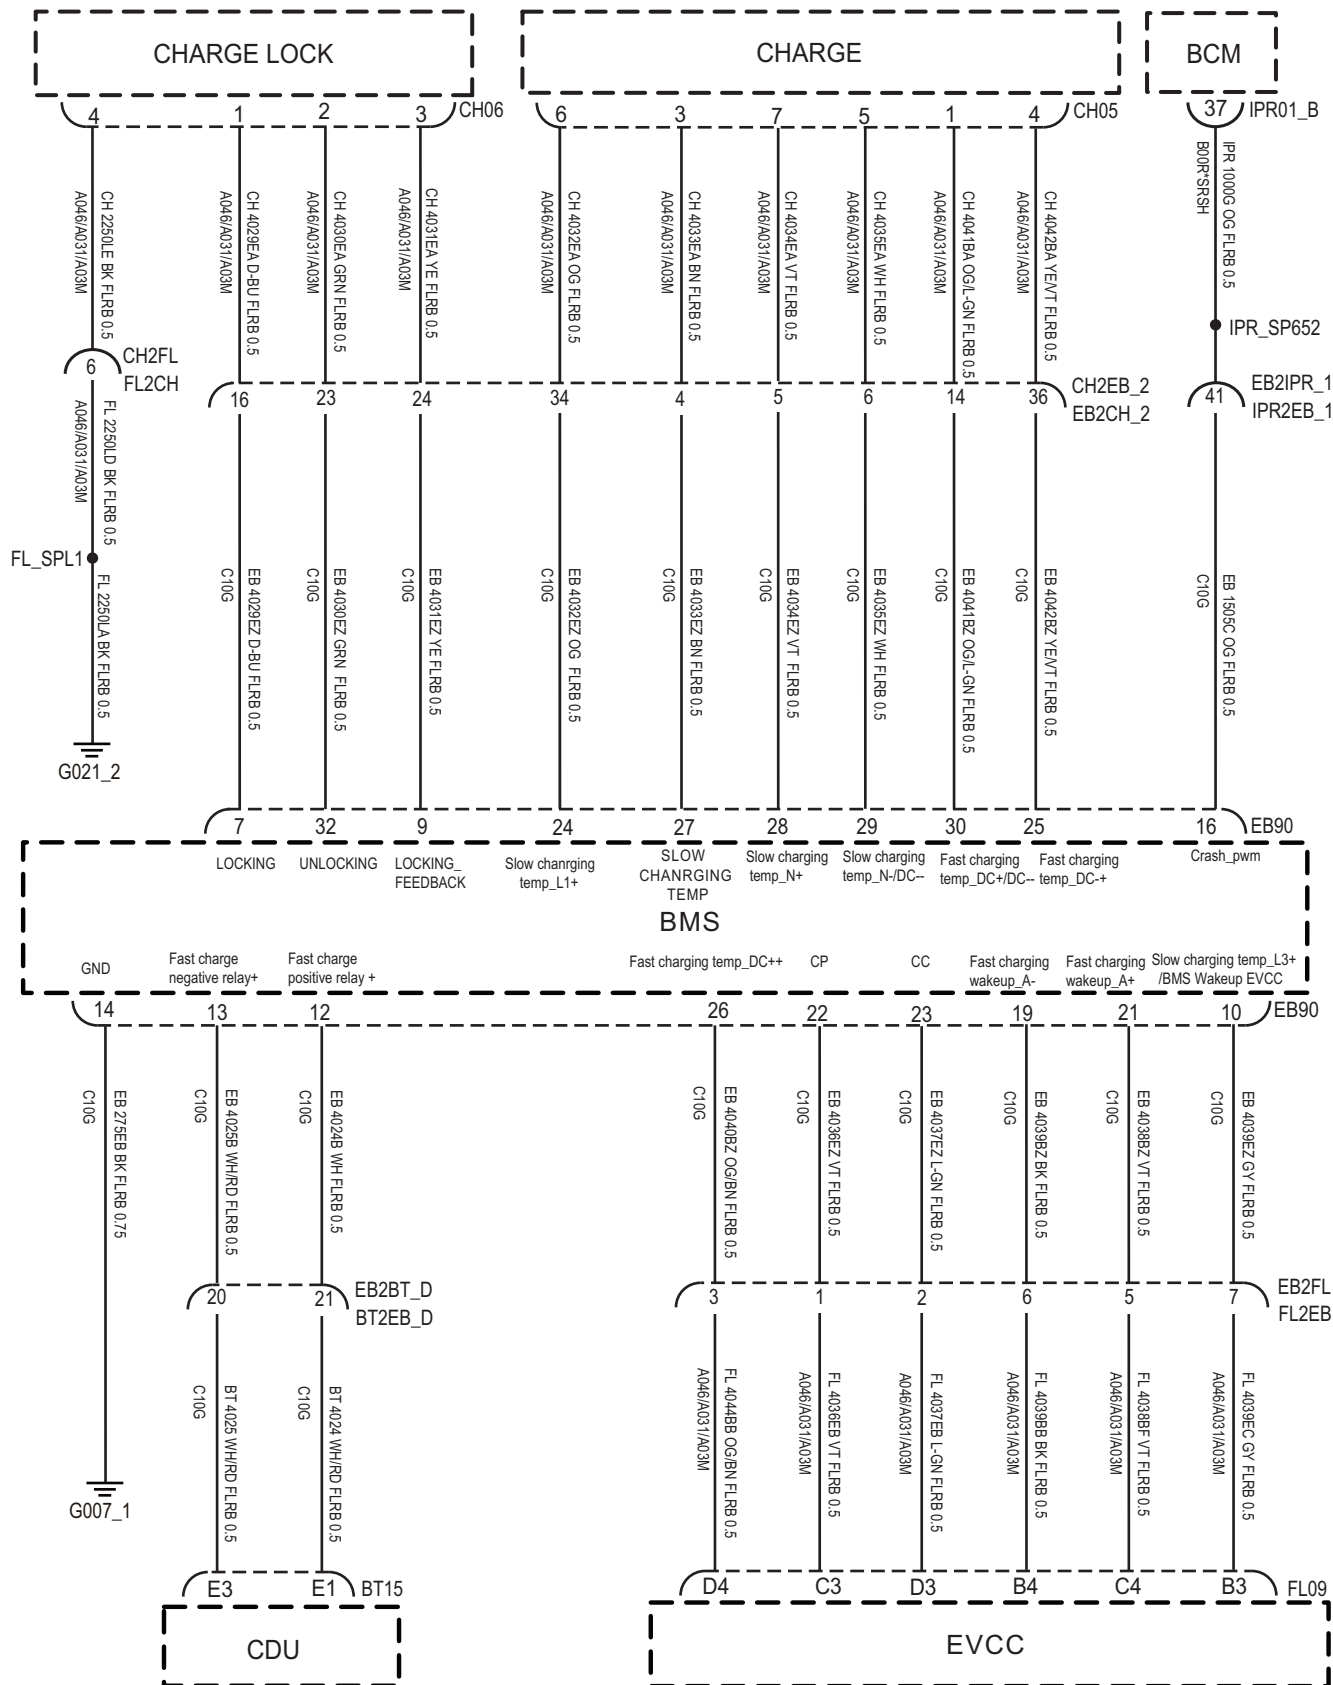 CHARGE LOCK
CHARGE
BCM
4
1
2
3
CH06
6
3
7
5
1
4
CH05
37
IPR01_B
CH 2250LE BK FLRB 0.5
A046/A031/A03M
CH 4029EA D-BU FLRB 0.5
A046/A031/A03M
CH 4030EA GRN FLRB 0.5
A046/A031/A03M
CH 4031EA YE FLRB 0.5
A046/A031/A03M
CH 4032EA OG FLRB 0.5
A046/A031/A03M
CH 4033EA BN FLRB 0.5
A046/A031/A03M
CH 4034EA VT FLRB 0.5
A046/A031/A03M
CH 4035EA WH FLRB 0.5
A046/A031/A03M
CH 4041BA OG/L-GN FLRB 0.5
A046/A031/A03M
CH 4042BA YE/VT FLRB 0.5
A046/A031/A03M
IPR 1000G OG FLRB 0.5
B00R*SRSH
IPR_SP652
6
CH2FL
FL2CH
16
23
24
34
4
5
6
14
36
CH2EB_2
EB2CH_2
41
EB2IPR_1
IPR2EB_1
FL 2250LD BK FLRB 0.5
A046/A031/A03M
FL_SPL1
FL 2250LA BK FLRB 0.5
G021_2
EB 4029EZ D-BU FLRB 0.5
C10G
EB 4030EZ GRN FLRB 0.5
C10G
EB 4031EZ YE FLRB 0.5
C10G
EB 4032EZ OG FLRB 0.5
C10G
EB 4033EZ BN FLRB 0.5
C10G
EB 4034EZ VT FLRB 0.5
C10G
EB 4035EZ WH FLRB 0.5
C10G
EB 4041BZ OG/L-GN FLRB 0.5
C10G
EB 4042BZ YE/VT FLRB 0.5
C10G
EB 1505C OG FLRB 0.5
C10G
7
32
9
24
27
28
29
30
25
16
EB90
LOCKING
UNLOCKING
LOCKING_
FEEDBACK
Slow chanrging
temp_L1+
SLOW
CHANRGING
TEMP
Slow charging
temp_N+
Slow charging
temp_N-/DC--
Fast charging
temp_DC+/DC--
Fast charging
temp_DC-+
Crash_pwm
BMS
GND
Fast charge
negative relay+
Fast charge
positive relay +
Fast charging temp_DC++
CP
CC
Fast charging
wakeup_A-
Fast charging
wakeup_A+
Slow charging temp_L3+
/BMS Wakeup EVCC
14
13
12
26
22
23
19
21
10
EB90
EB 275EB BK FLRB 0.75
C10G
EB 4025B WH/RD FLRB 0.5
C10G
EB 4024B WH FLRB 0.5
C10G
EB 4040BZ OG/BN FLRB 0.5
C10G
EB 4036EZ VT FLRB 0.5
C10G
EB 4037EZ L-GN FLRB 0.5
C10G
EB 4039BZ BK FLRB 0.5
C10G
EB 4038BZ VT FLRB 0.5
C10G
EB 4039EZ GY FLRB 0.5
C10G
20
21
EB2BT_D
BT2EB_D
3
1
2
6
5
7
EB2FL
FL2EB
BT 4025 WH/RD FLRB 0.5
C10G
BT 4024 WH/RD FLRB 0.5
C10G
FL 4044BB OG/BN FLRB 0.5
A046/A031/A03M
FL 4036EB VT FLRB 0.5
A046/A031/A03M
FL 4037EB L-GN FLRB 0.5
A046/A031/A03M
FL 4039BB BK FLRB 0.5
A046/A031/A03M
FL 4038BF VT FLRB 0.5
A046/A031/A03M
FL 4039EC GY FLRB 0.5
A046/A031/A03M
G007_1
E3
E1
BT15
D4
C3
D3
B4
C4
B3
FL09
CDU
EVCC